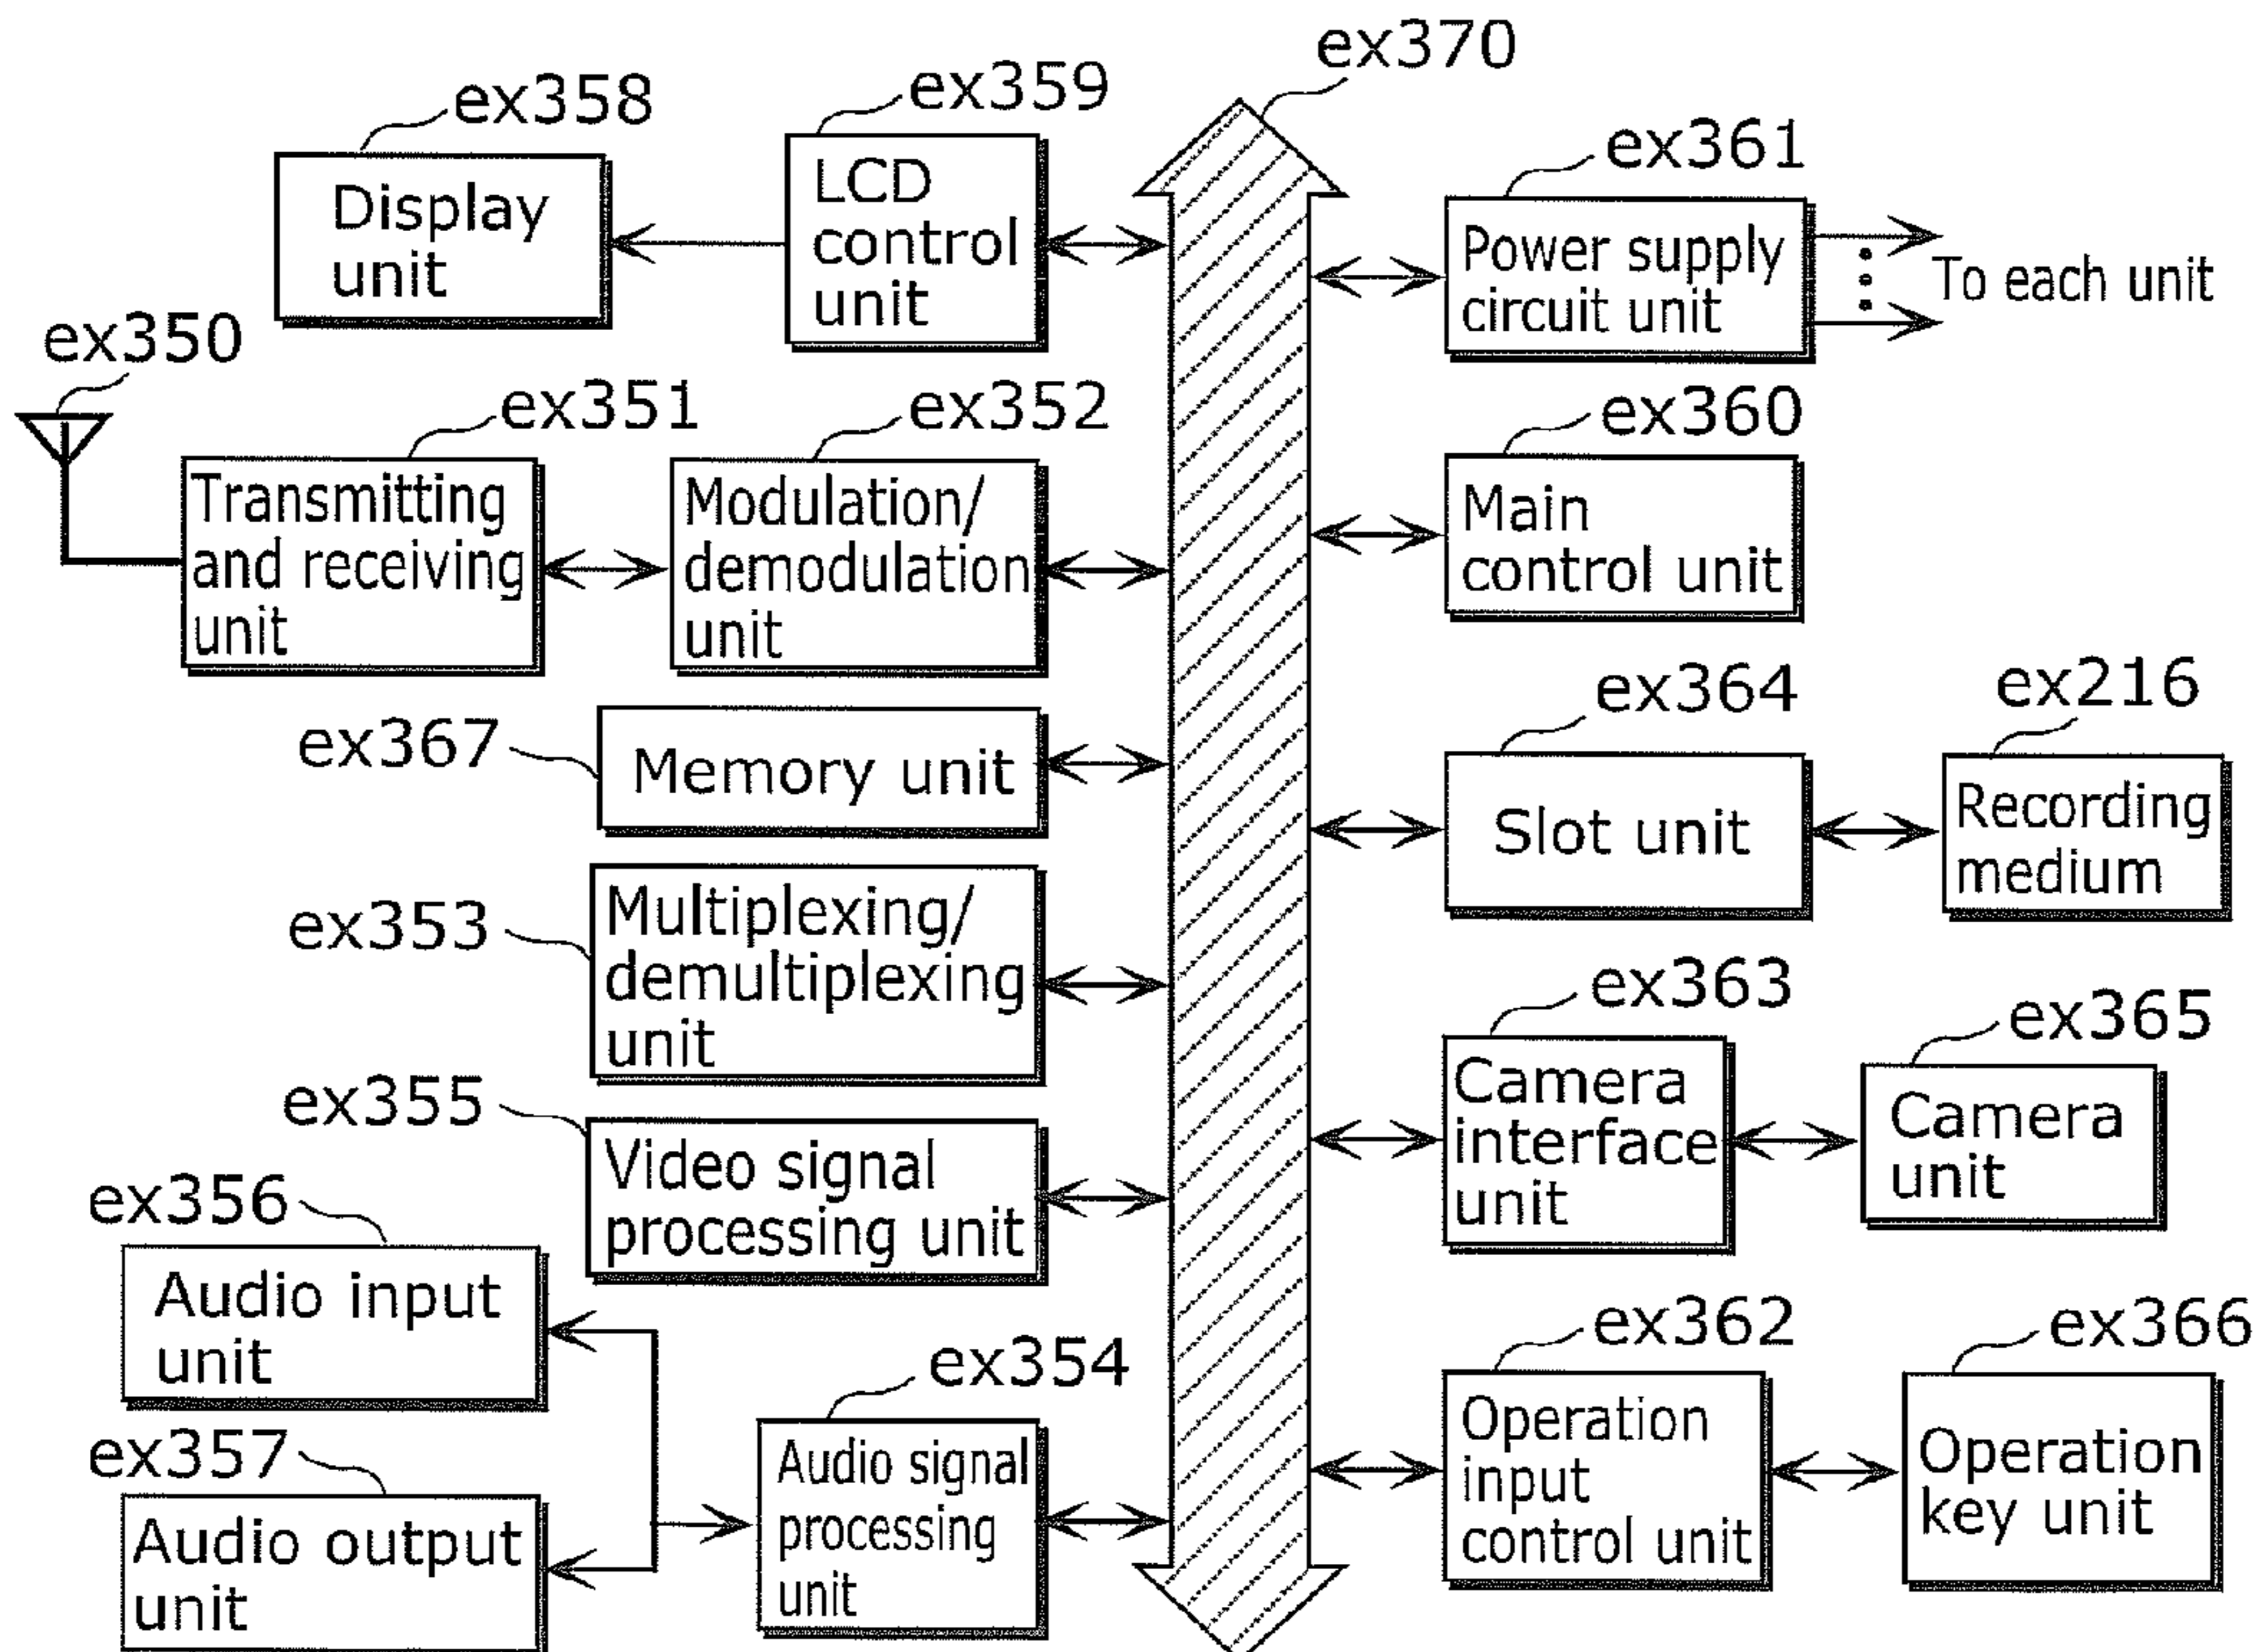 ex370
ex358
ex359
ex361
Display
unit
LCD
control
unit
Power supply
circuit unit
To each unit
ex350
ex351
ex352
ex360
Transmitting
and receiving
unit
Modulation/
demodulation
unit
Main
control unit
ex367
Memory unit
ex364
ex216
Slot unit
Recording
medium
ex353
Multiplexing/
demultiplexing
unit
ex363
ex365
Camera
interface
unit
Camera
unit
ex355
Video signal
processing unit
ex356
Audio input
unit
ex354
ex362
ex366
ex357
Audio output
unit
Audio signal
processing
unit
Operation
input
control unit
Operation
key unit